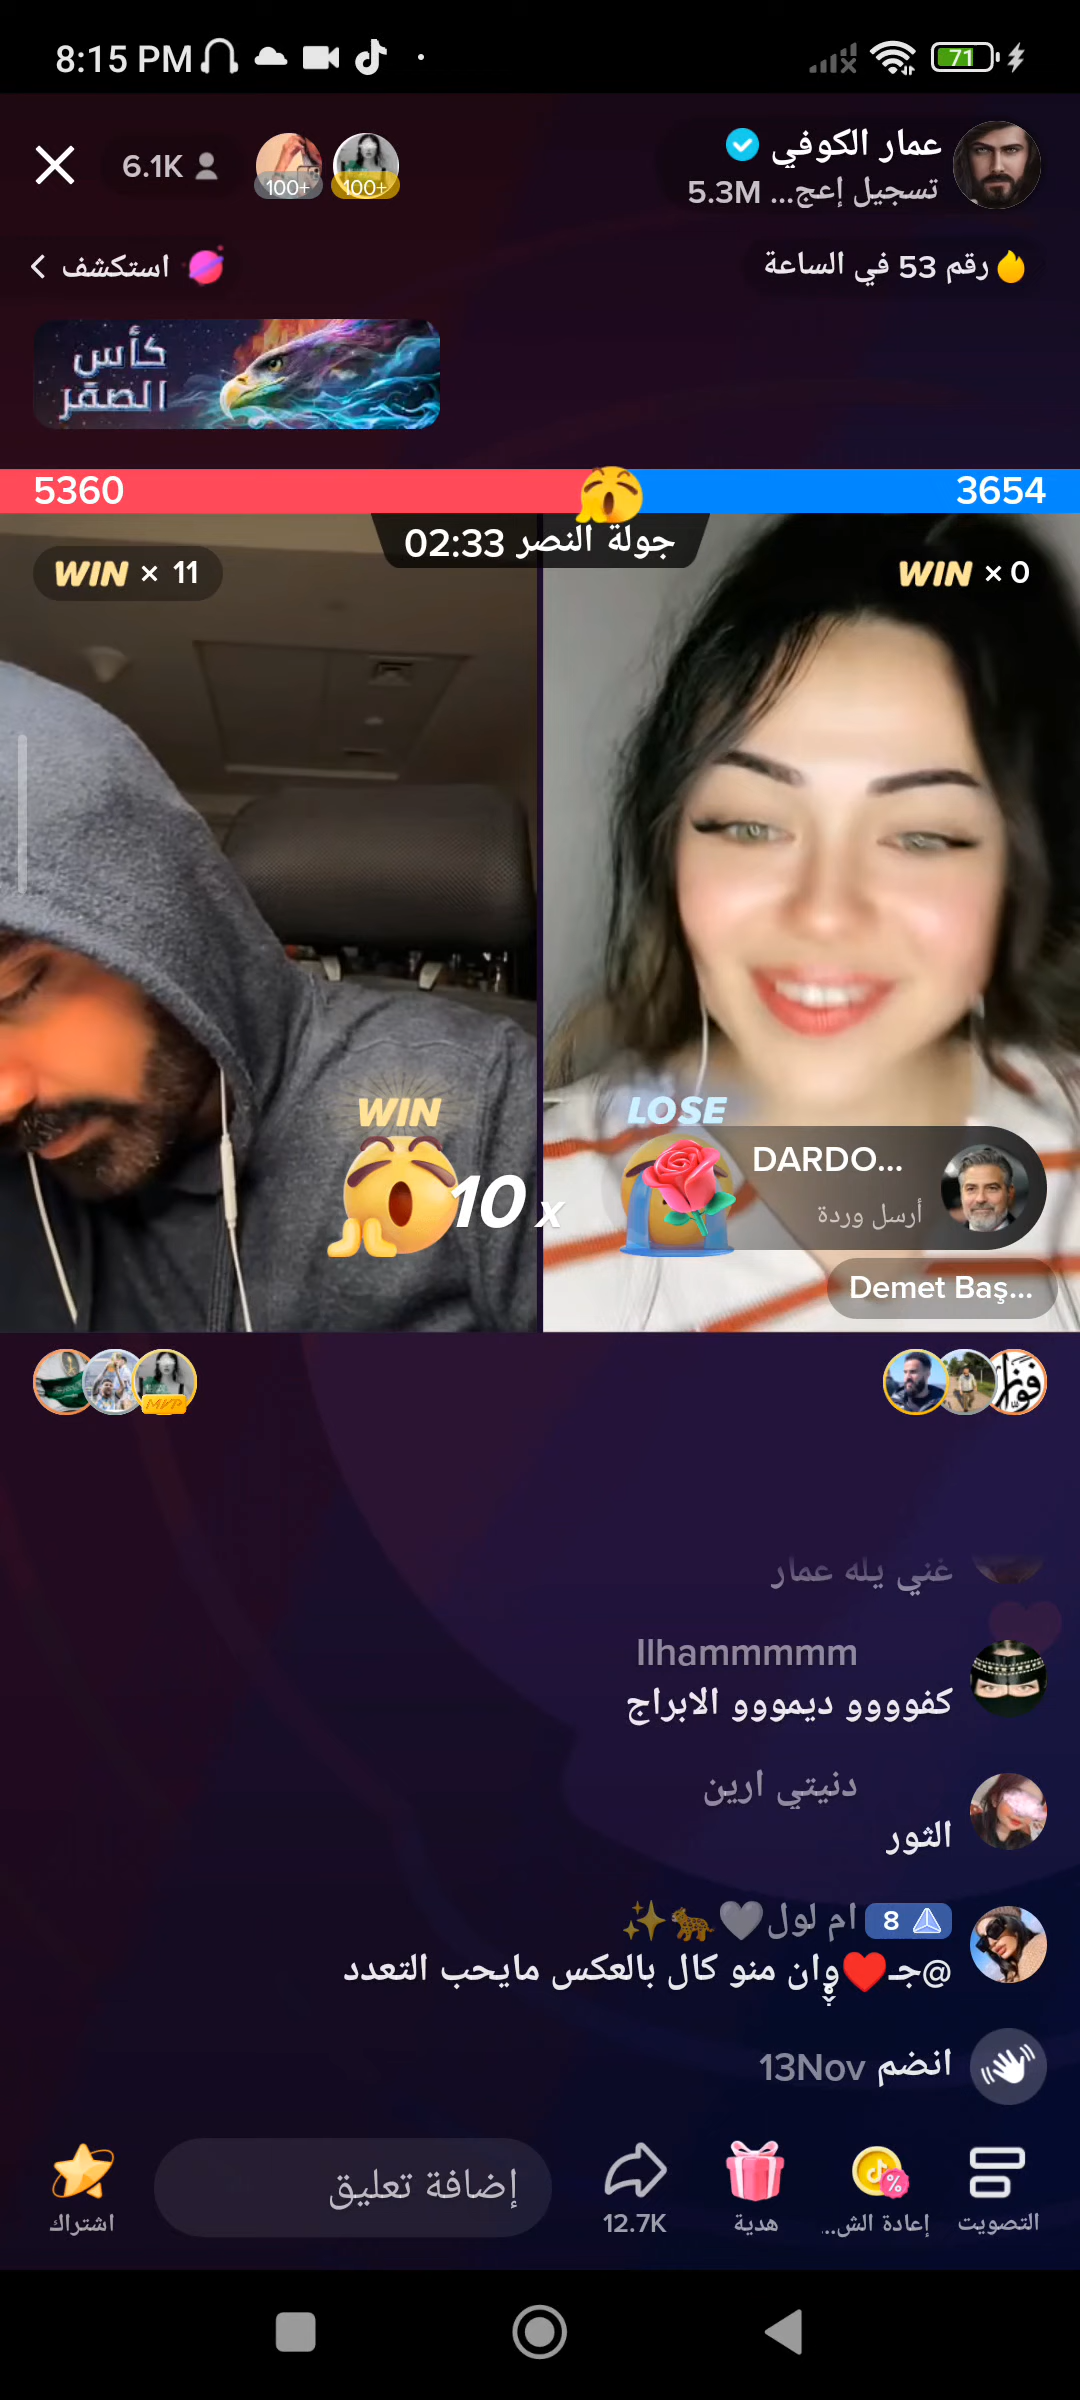 8:15 PM
71
6.1K
100+
100+
عمار الكوفي
تسجيل إعج... 5.3M
استكشف
رقم 53 في الساعة
كأس
الصقر
5360
3654
جولة النصر 02:33
WIN × 11
WIN × 0
WIN
LOSE
10 x
DARDO...
أرسل وردة
Demet Baş...
MVP
غني يله عمار
Ilhammmmm
كفوووو ديمووو الابراج
دنيتي ارين
الثور
8 ام لول🤍🐆✨
@جـ❤️وان منو كال بالعكس مايحب التعدد
13Nov انضم
إضافة تعليق
اشتراك
12.7K
هدية
إعادة الش...
التصويت